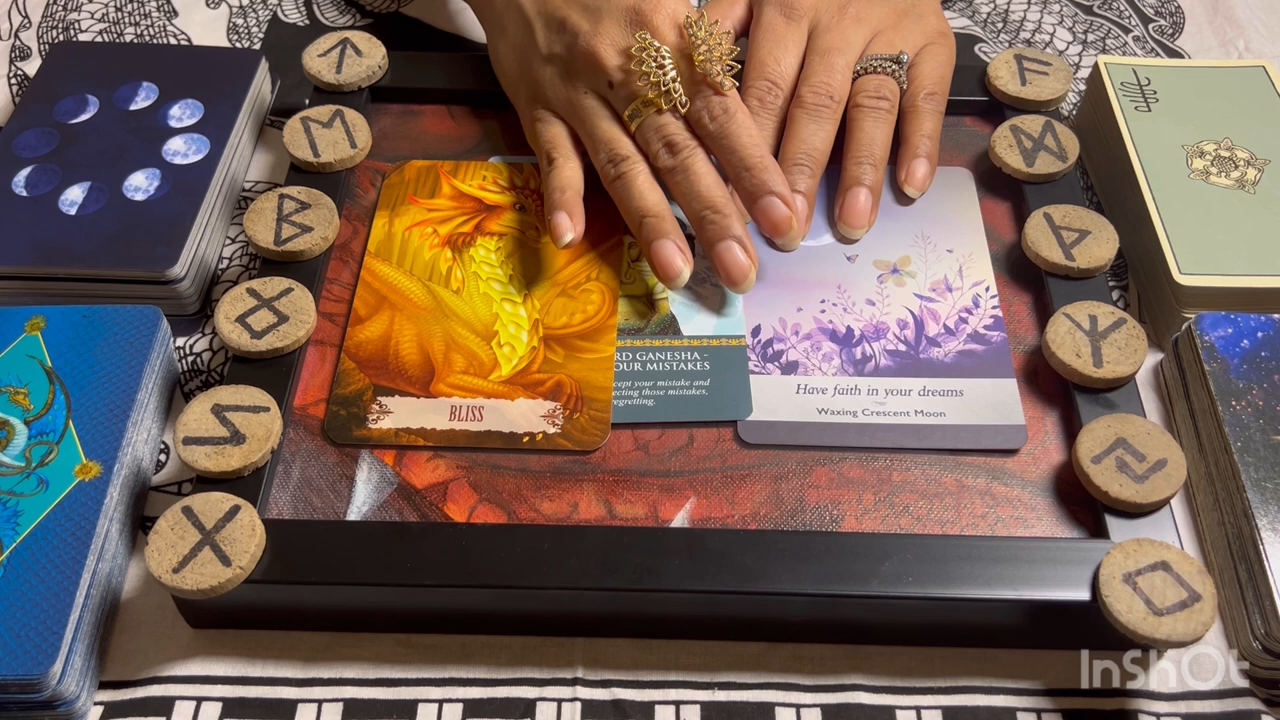 BLISS
RD GANESHA -
OUR MISTAKES
cept your mistake and
ecting those mistakes,
regretting.
Have faith in your dreams
Waxing Crescent Moon
ᛏ
ᛖ
ᛒ
ᛝ
ᛊ
ᚷ
ᚨ
ᛞ
ᚦ
ᛉ
ᛃ
InShOt